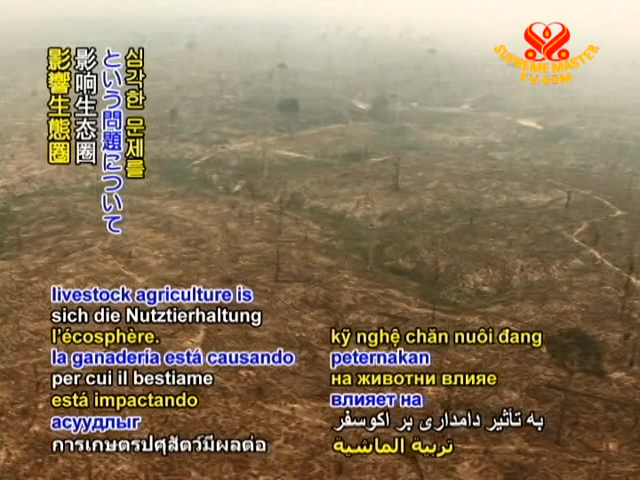 SUPREME MASTER
TV.COM
심각한 문제를
という問題について
影响生态圈
影響生態圈
livestock agriculture is
sich die Nutztierhaltung
l'écosphère.
la ganadería está causando
per cui il bestiame
está impactando
асуудлыг
การเกษตรปศุสัตว์มีผลต่อ
kỹ nghệ chăn nuôi đang
peternakan
на животни влияе
влияет на
به تأثیر دامداری بر اکوسفر
تربية الماشية